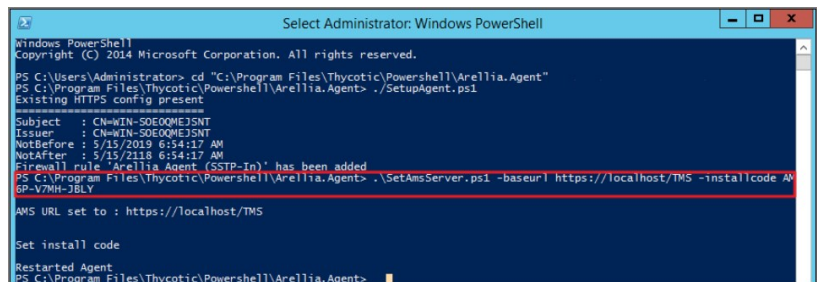 Select Administrator: Windows PowerShell
Windows PowerShell
Copyright (C) 2014 Microsoft Corporation. All rights reserved.
PS C:\Users\Administrator> cd "C:\Program Files\Thycotic\Powershell\Arellia.Agent"
PS C:\Program Files\Thycotic\Powershell\Arellia.Agent> ./SetupAgent.ps1
Existing HTTPS config present
============================
Subject   : CN=WIN-SOEOQMEJSNT
Issuer    : CN=WIN-SOEOQMEJSNT
NotBefore : 5/15/2019 6:54:17 AM
NotAfter  : 5/15/2118 6:54:17 AM
Firewall rule 'Arellia Agent (SSTP-In)' has been added
PS C:\Program Files\Thycotic\Powershell\Arellia.Agent> .\SetAmsServer.ps1 -baseurl https://localhost/TMS -installcode AM
6P-V7MH-JBLY
AMS URL set to : https://localhost/TMS
Set install code
Restarted Agent
PS C:\Program Files\Thycotic\Powershell\Arellia.Agent>